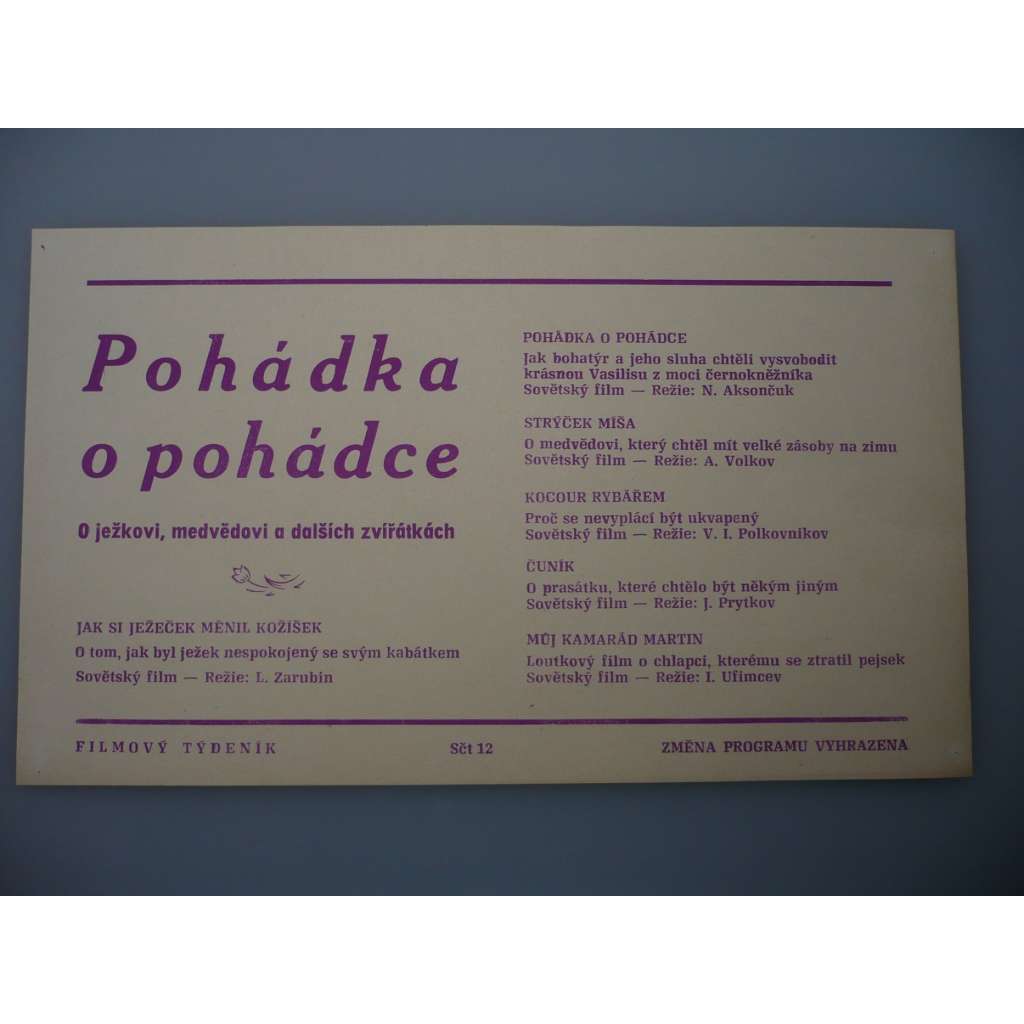 Pohádka
o pohádce
O ježkovi, medvědovi a dalších zvířátkách
JAK SI JEŽEČEK MĚNIL KOŽÍŠEK
O tom, jak byl ježek nespokojený se svým kabátkem
Sovětský film — Režie: L. Zarubin
POHÁDKA O POHÁDCE
Jak bohatýr a jeho sluha chtěli vysvobodit
krásnou Vasilisu z moci černokněžníka
Sovětský film — Režie: N. Aksončuk
STRÝČEK MÍŠA
O medvědovi, který chtěl mít velké zásoby na zimu
Sovětský film — Režie: A. Volkov
KOCOUR RYBÁŘEM
Proč se nevyplácí být ukvapený
Sovětský film — Režie: V. I. Polkovnikov
ČUNÍK
O prasátku, které chtělo být někým jiným
Sovětský film — Režie: J. Prytkov
MŮJ KAMARÁD MARTIN
Loutkový film o chlapci, kterému se ztratil pejsek
Sovětský film — Režie: I. Ufimcev
FILMOVÝ TÝDENÍK Sčt 12 ZMĚNA PROGRAMU VYHRAZENA